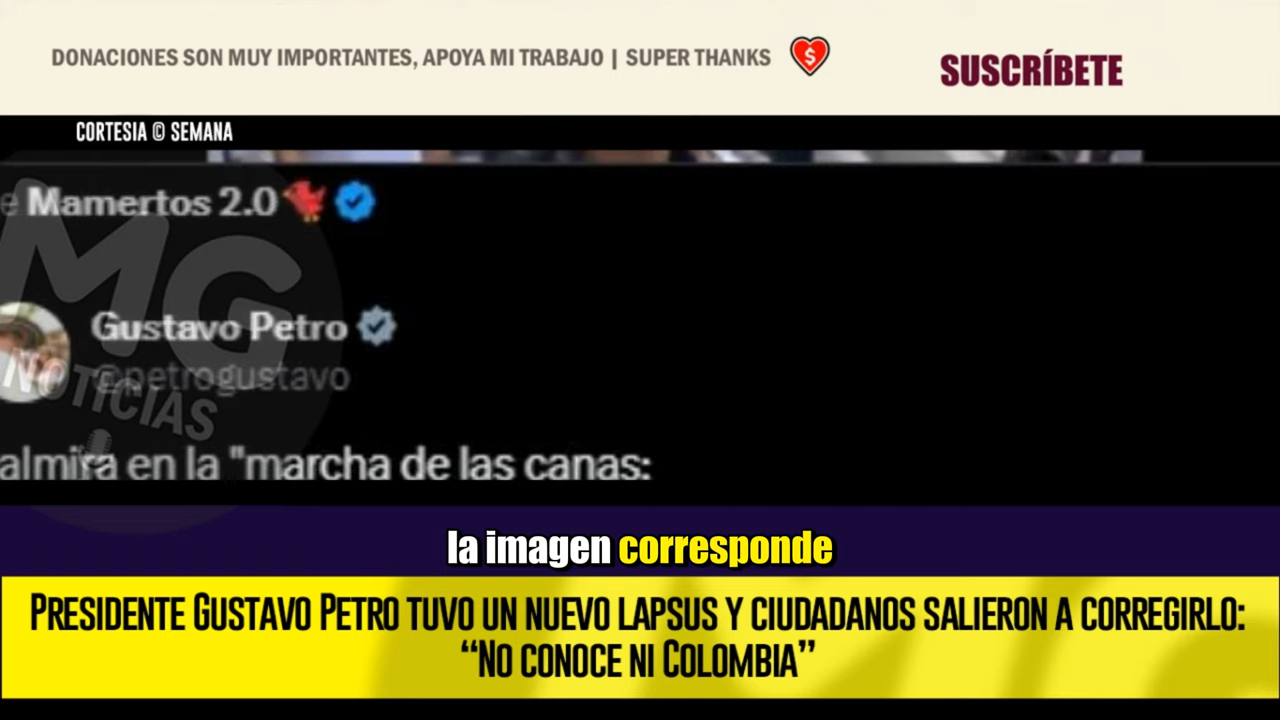 DONACIONES SON MUY IMPORTANTES, APOYA MI TRABAJO | SUPER THANKS
SUSCRÍBETE
CORTESIA © SEMANA
e Mamertos 2.0
Gustavo Petro
@petrogustavo
MG
NOTICIAS
almira en la "marcha de las canas:
la imagen corresponde
PRESIDENTE GUSTAVO PETRO TUVO UN NUEVO LAPSUS Y CIUDADANOS SALIERON A CORREGIRLO:
“NO CONOCE NI COLOMBIA”